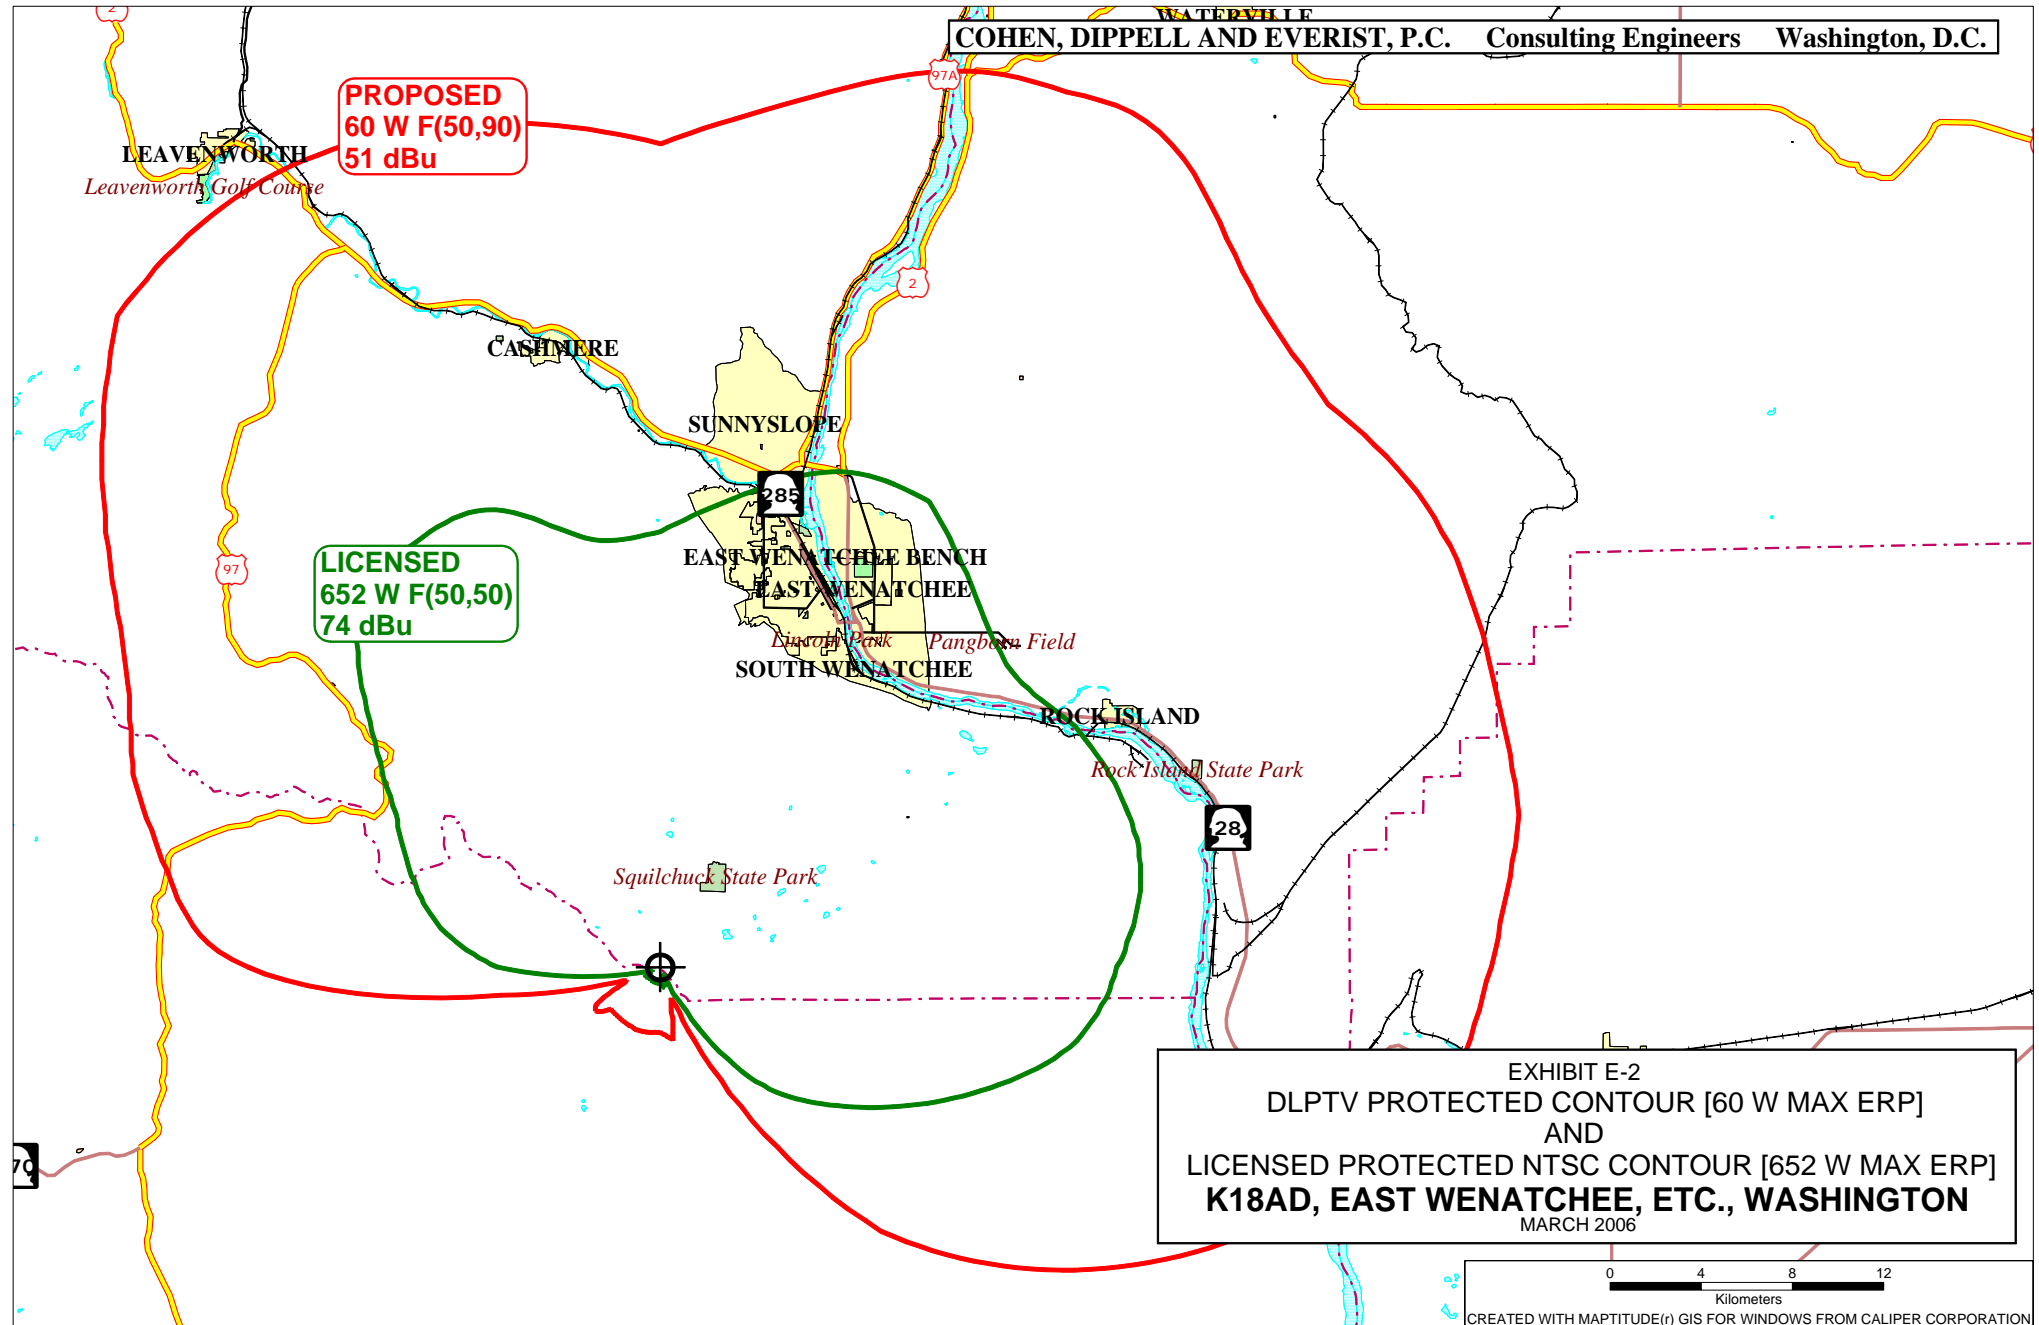 2
WATERVILLE
COHEN, DIPPELL AND EVERIST, P.C. Consulting Engineers Washington, D.C.
97A
PROPOSED
60 W F(50,90)
51 dBu
LEAVENWORTH
Leavenworth Golf Course
2
CASHMERE
SUNNYSLOPE
285
LICENSED
652 W F(50,50)
74 dBu
97
EAST WENATCHEE BENCH
EAST WENATCHEE
Lincoln Park
Pangborn Field
SOUTH WENATCHEE
ROCK ISLAND
Rock Island State Park
28
Squilchuck State Park
EXHIBIT E-2
DLPTV PROTECTED CONTOUR [60 W MAX ERP]
AND
LICENSED PROTECTED NTSC CONTOUR [652 W MAX ERP]
K18AD, EAST WENATCHEE, ETC., WASHINGTON
MARCH 2006
70
0 4 8 12
Kilometers
CREATED WITH MAPTITUDE(r) GIS FOR WINDOWS FROM CALIPER CORPORATION